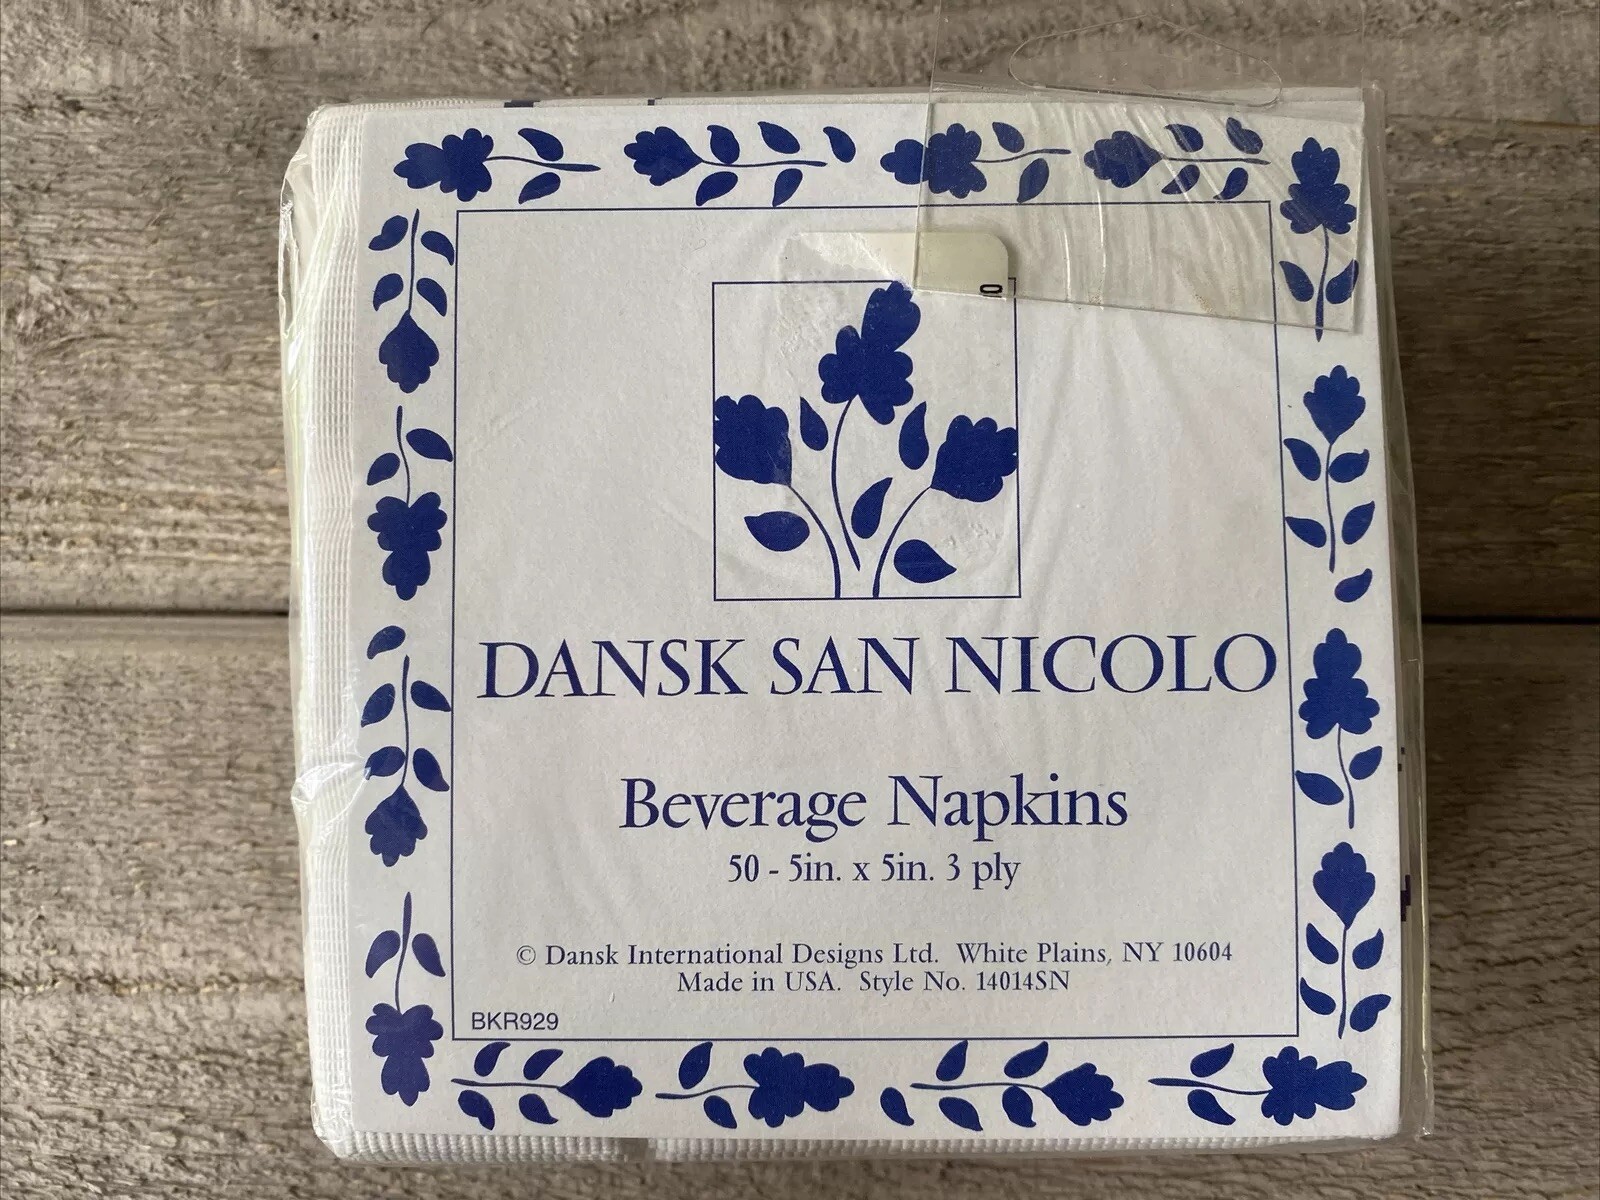 DANSK SAN NICOLO
Beverage Napkins
50 - 5in. x 5in. 3 ply
© Dansk International Designs Ltd. White Plains, NY 10604
Made in USA. Style No. 14014SN
BKR929